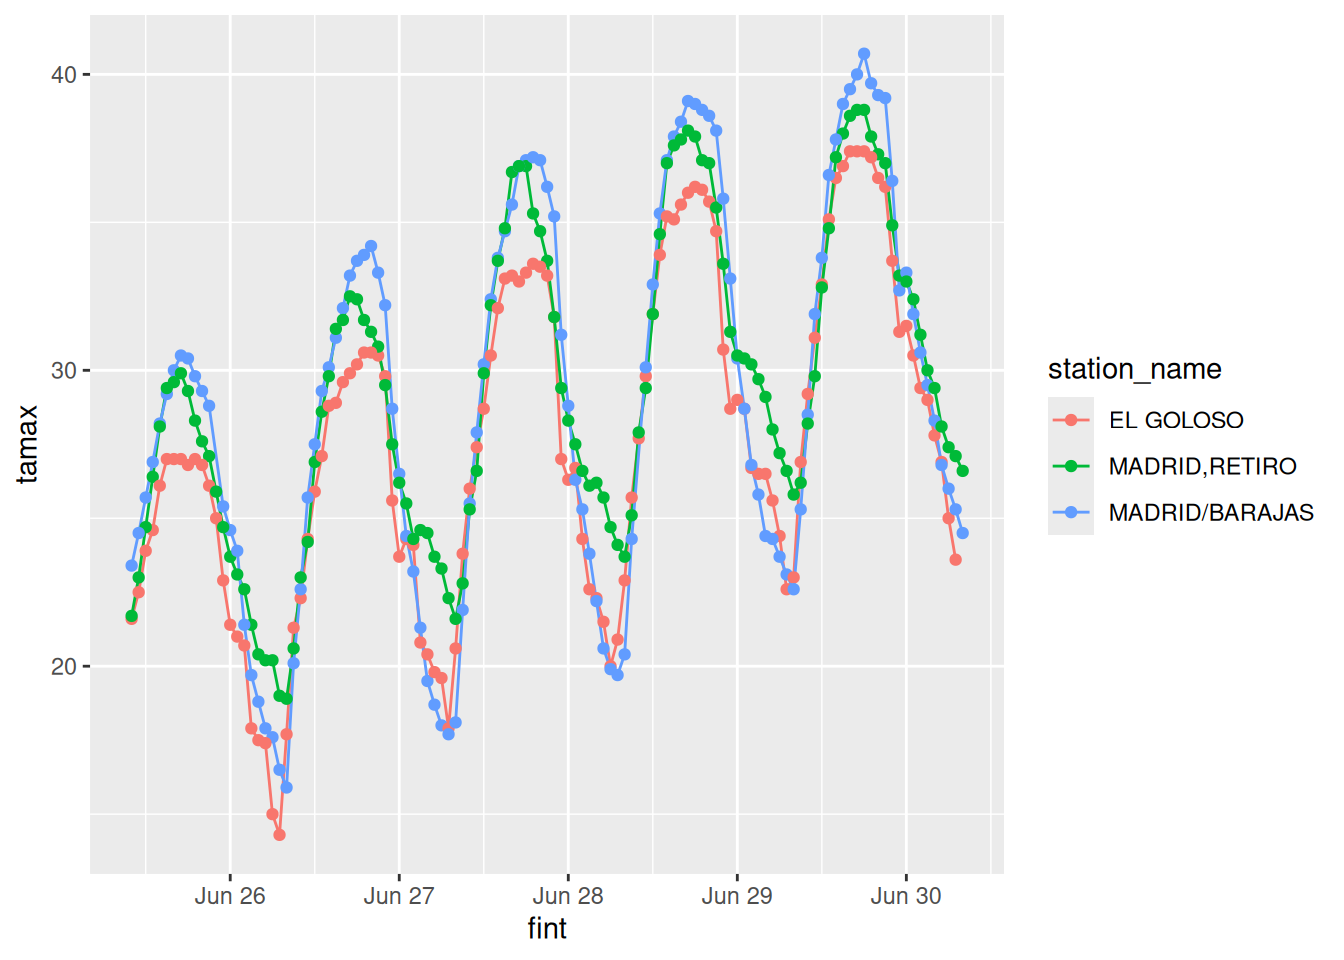 40
30
20
tamax
Jun 26
Jun 27
Jun 28
Jun 29
Jun 30
fint
station_name
EL GOLOSO
MADRID,RETIRO
MADRID/BARAJAS